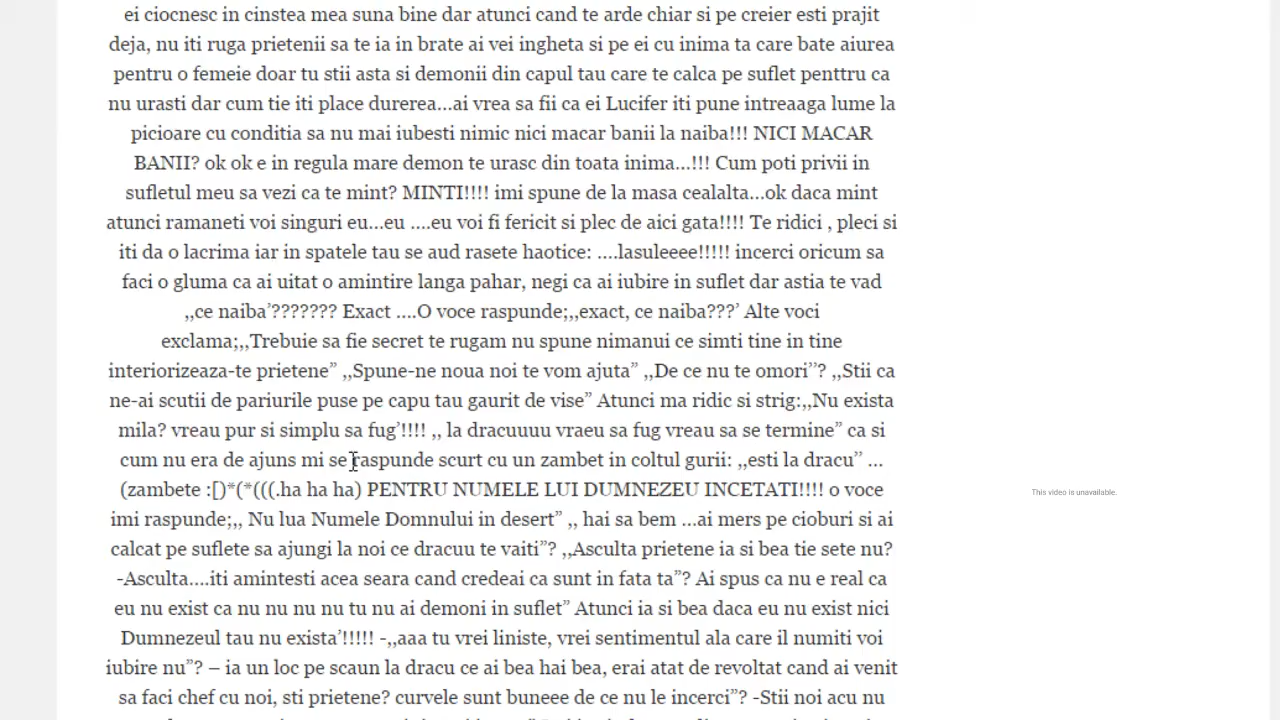 ei ciocnesc in cinstea mea suna bine dar atunci cand te arde chiar si pe creier esti prajit
deja, nu iti ruga prietenii sa te ia in brate ai vei ingheta si pe ei cu inima ta care bate aiurea
pentru o femeie doar tu stii asta si demonii din capul tau care te calca pe suflet penttru ca
nu urasti dar cum tie iti place durerea…ai vrea sa fii ca ei Lucifer iti pune intreaaga lume la
picioare cu conditia sa nu mai iubesti nimic nici macar banii la naiba!!! NICI MACAR
BANII? ok ok e in regula mare demon te urasc din toata inima…!!! Cum poti privii in
sufletul meu sa vezi ca te mint? MINTI!!!! imi spune de la masa cealalta…ok daca mint
atunci ramaneti voi singuri eu…eu ….eu voi fi fericit si plec de aici gata!!!! Te ridici , pleci si
iti da o lacrima iar in spatele tau se aud rasete haotice: ….lasuleeee!!!!! incerci oricum sa
faci o gluma ca ai uitat o amintire langa pahar, negi ca ai iubire in suflet dar astia te vad
,,ce naiba’??????? Exact ….O voce raspunde;,,exact, ce naiba???’ Alte voci
exclama;,,Trebuie sa fie secret te rugam nu spune nimanui ce simti tine in tine
interiorizeaza-te prietene” ,,Spune-ne noua noi te vom ajuta” ,,De ce nu te omori”? ,,Stii ca
ne-ai scutii de pariurile puse pe capu tau gaurit de vise” Atunci ma ridic si strig:,,Nu exista
mila? vreau pur si simplu sa fug’!!!! ,, la dracuuuu vraeu sa fug vreau sa se termine” ca si
cum nu era de ajuns mi se raspunde scurt cu un zambet in coltul gurii: ,,esti la dracu” …
(zambete :[)*(*(((.ha ha ha) PENTRU NUMELE LUI DUMNEZEU INCETATI!!!! o voce
imi raspunde;,, Nu lua Numele Domnului in desert” ,, hai sa bem …ai mers pe cioburi si ai
calcat pe suflete sa ajungi la noi ce dracuu te vaiti”? ,,Asculta prietene ia si bea tie sete nu?
-Asculta….iti amintesti acea seara cand credeai ca sunt in fata ta”? Ai spus ca nu e real ca
eu nu exist ca nu nu nu nu tu nu ai demoni in suflet” Atunci ia si bea daca eu nu exist nici
Dumnezeul tau nu exista’!!!!! -,,aaa tu vrei liniste, vrei sentimentul ala care il numiti voi
iubire nu”? – ia un loc pe scaun la dracu ce ai bea hai bea, erai atat de revoltat cand ai venit
sa faci chef cu noi, sti prietene? curvele sunt buneee de ce nu le incerci”? -Stii noi acu nu
This video is unavailable.